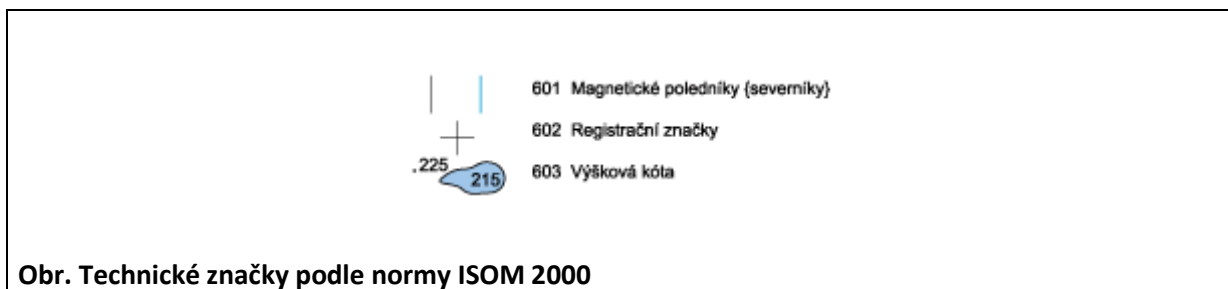 601 Magnetické poledníky {severníky}
602 Registrační značky
.225
215
603 Výšková kóta
Obr. Technické značky podle normy ISOM 2000